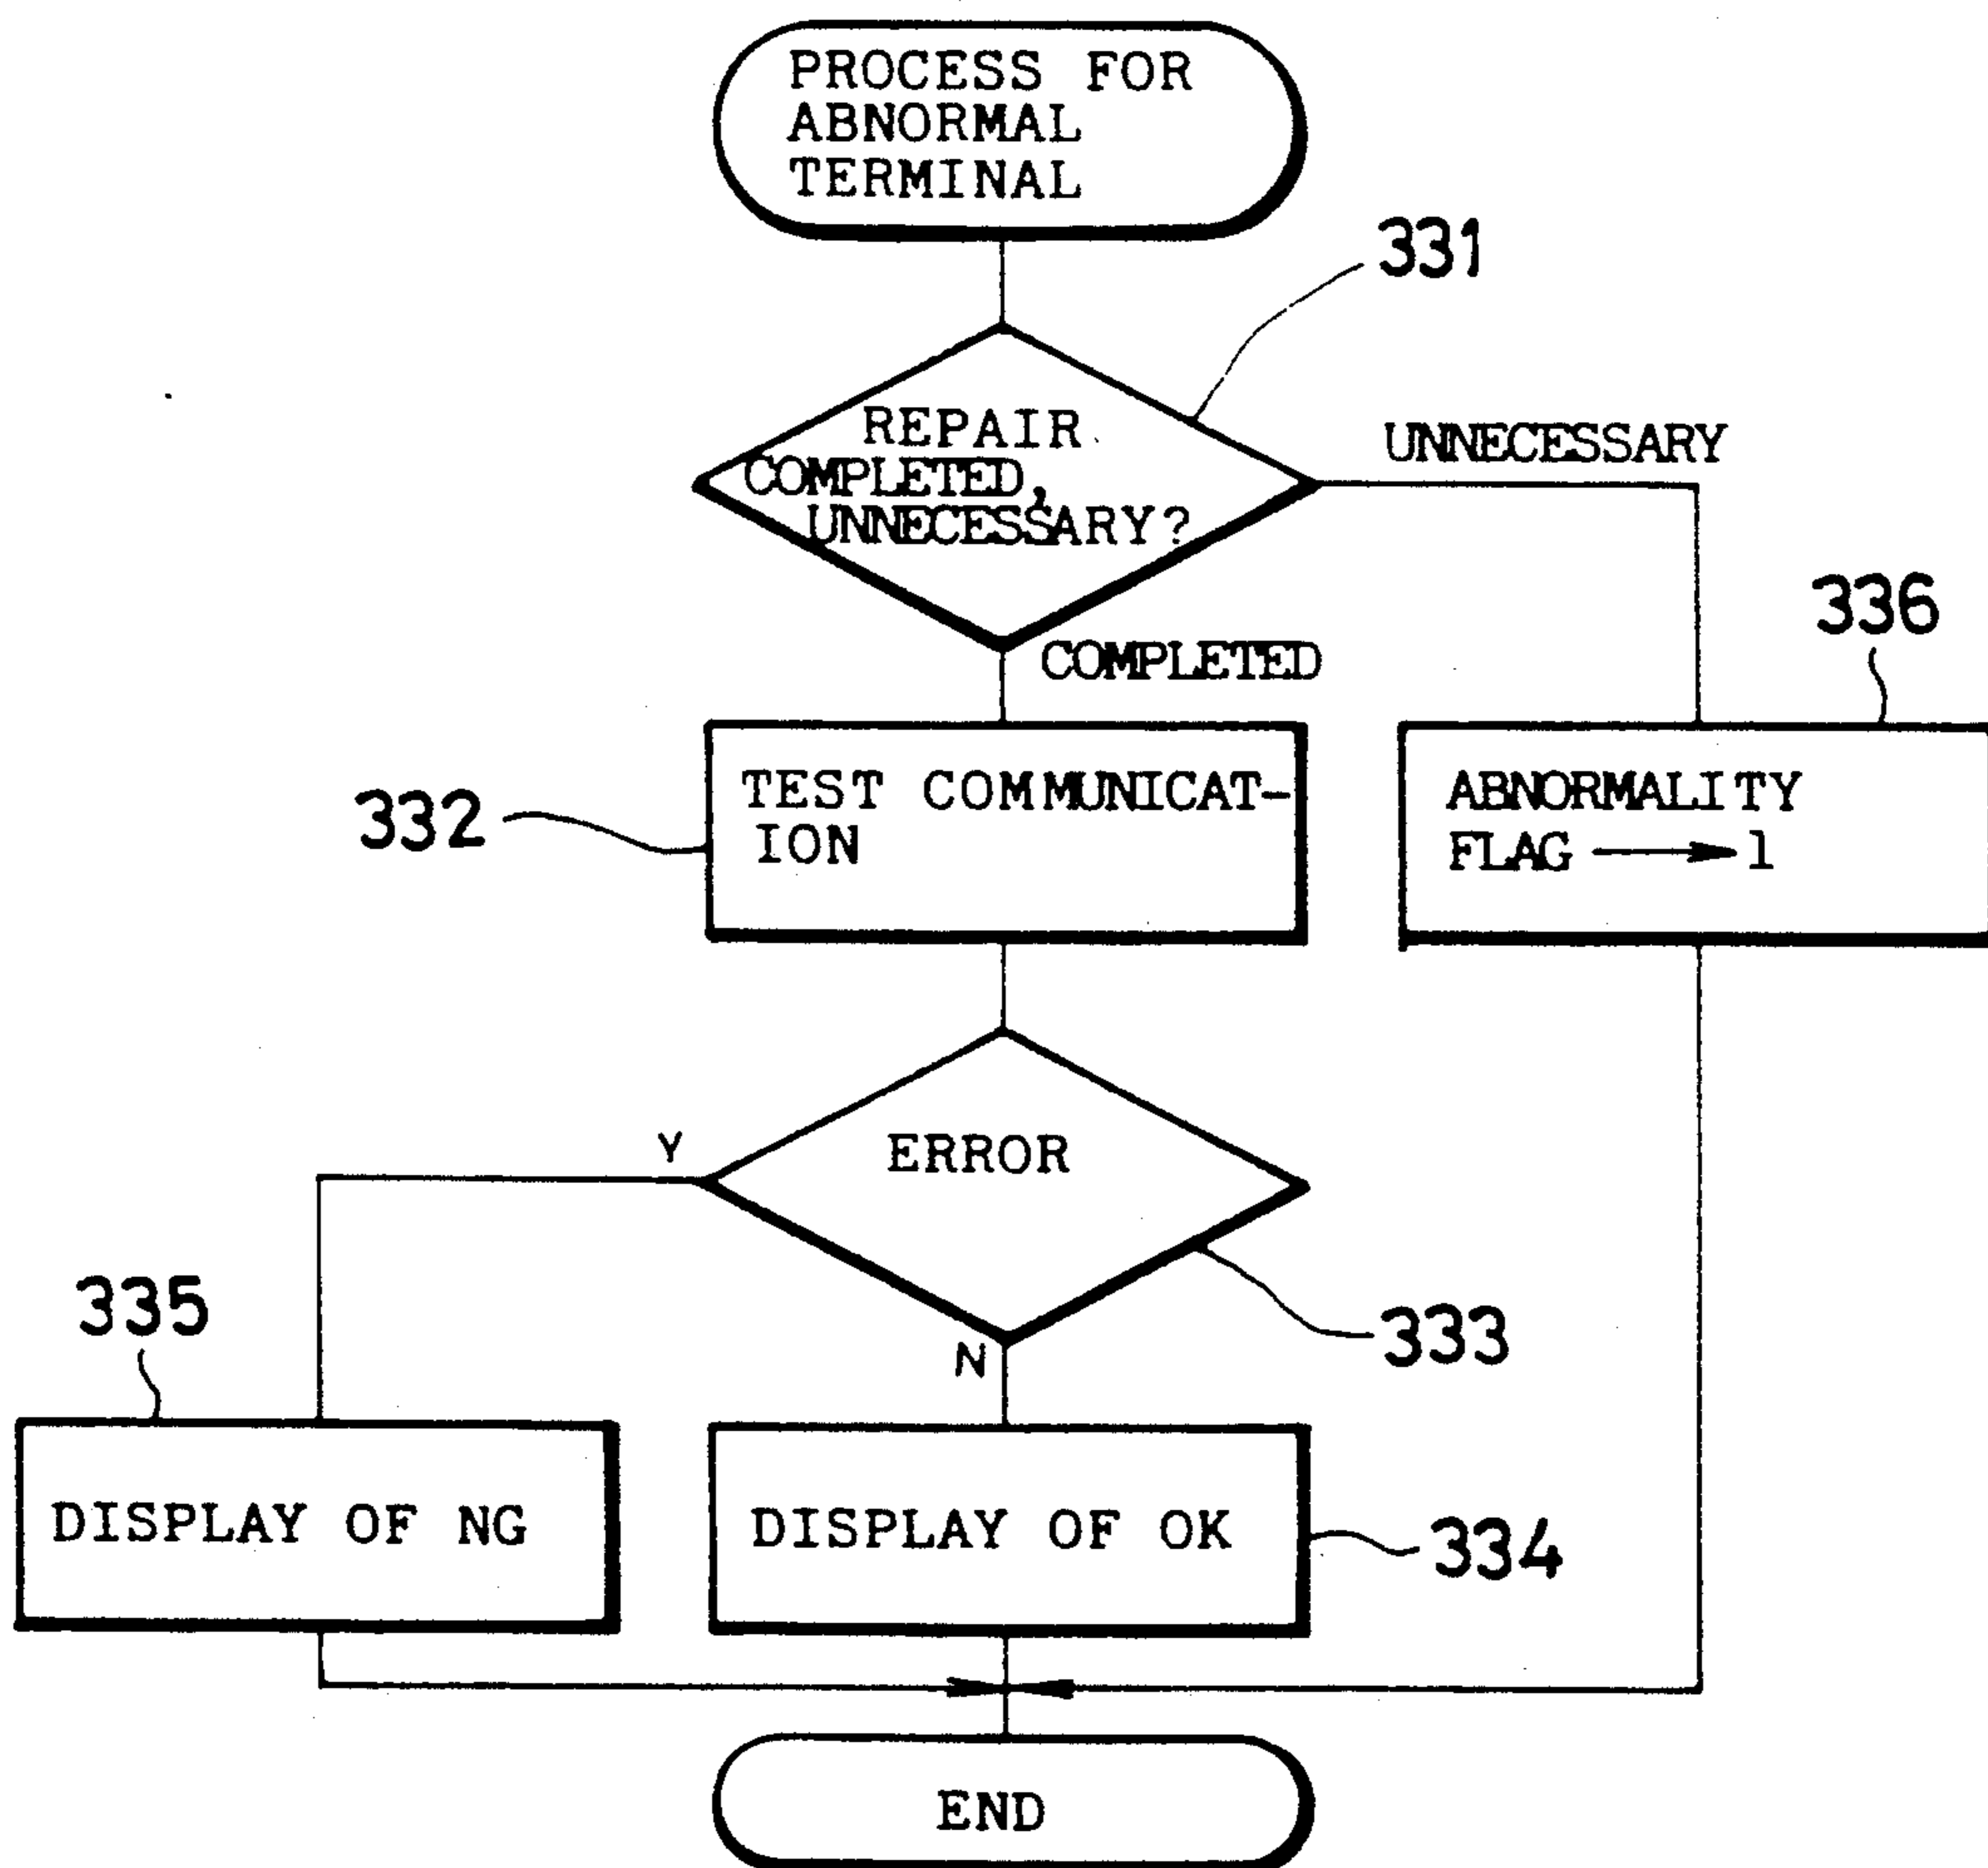 PROCESS FOR
ABNORMAL
TERMINAL
331
REPAIR
COMPLETED,
UNNECESSARY?
UNNECESSARY
336
COMPLETED
TEST COMMUNICAT-
ION
332
ABNORMALITY
FLAG → 1
Y
ERROR
333
335
N
DISPLAY OF NG
DISPLAY OF OK
334
END